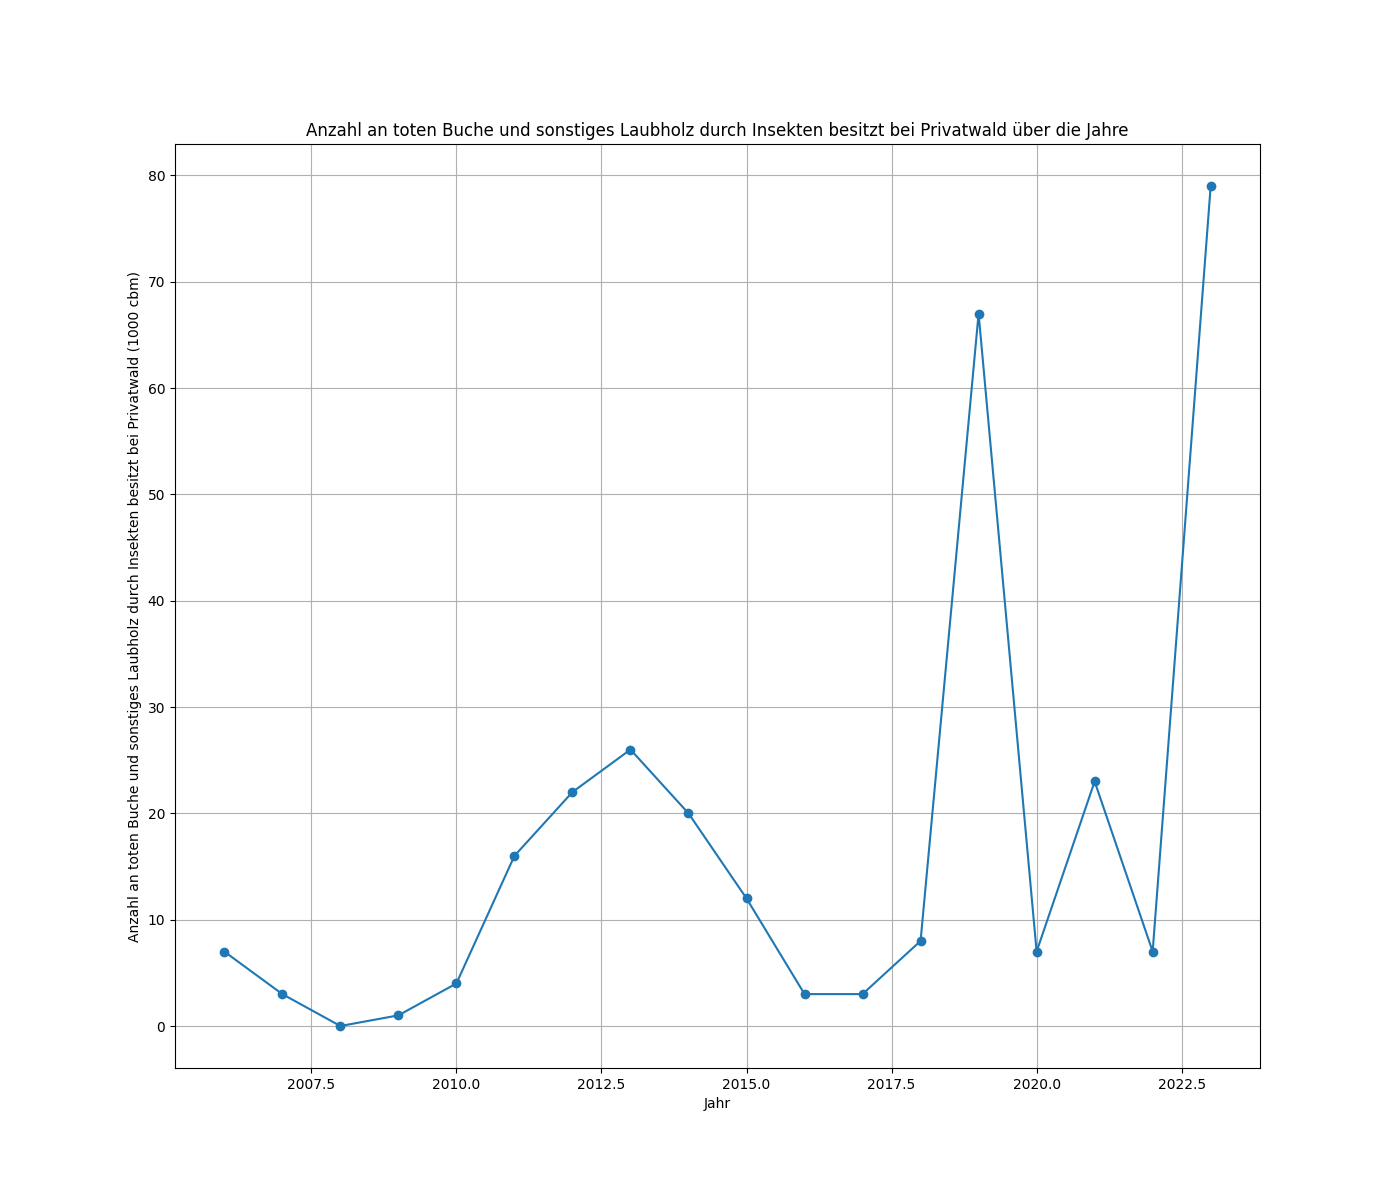 Anzahl an toten Buche und sonstiges Laubholz durch Insekten besitzt bei Privatwald über die Jahre
Anzahl an toten Buche und sonstiges Laubholz durch Insekten besitzt bei Privatwald (1000 cbm)
80
70
60
50
40
30
20
10
0
2007.5 2010.0 2012.5 2015.0 2017.5 2020.0 2022.5
Jahr